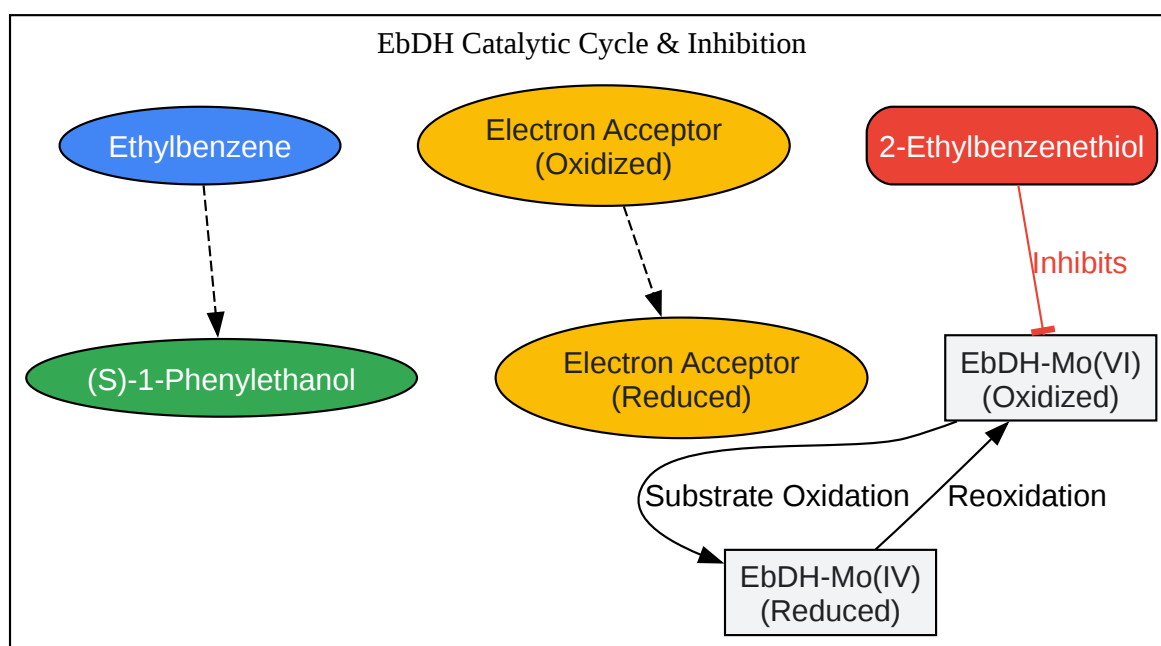 EbDH Catalytic Cycle & Inhibition
Ethylbenzene
Electron Acceptor
(Oxidized)
2-Ethylbenzenethiol
Inhibits
(S)-1-Phenylethanol
Electron Acceptor
(Reduced)
EbDH-Mo(VI)
(Oxidized)
Substrate Oxidation
Reoxidation
EbDH-Mo(IV)
(Reduced)